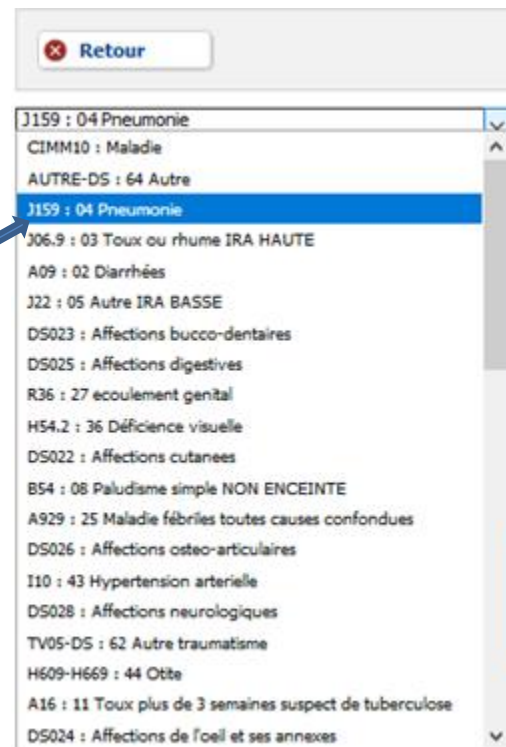 Retour
J159 : 04 Pneumonie
CIMM10 : Maladie
AUTRE-DS : 64 Autre
J159 : 04 Pneumonie
J06.9 : 03 Toux ou rhume IRA HAUTE
A09 : 02 Diarrhées
J22 : 05 Autre IRA BASSE
DS023 : Affections bucco-dentaires
DS025 : Affections digestives
R36 : 27 ecoulement genital
H54.2 : 36 Déficience visuelle
DS022 : Affections cutanees
B54 : 08 Paludisme simple NON ENCEINTE
A929 : 25 Maladie fébriles toutes causes confondues
DS026 : Affections osteo-articulaires
I10 : 43 Hypertension arterielle
DS028 : Affections neurologiques
TV05-DS : 62 Autre traumatisme
H609-H669 : 44 Otite
A16 : 11 Toux plus de 3 semaines suspect de tuberculose
DS024 : Affections de l'oeil et ses annexes